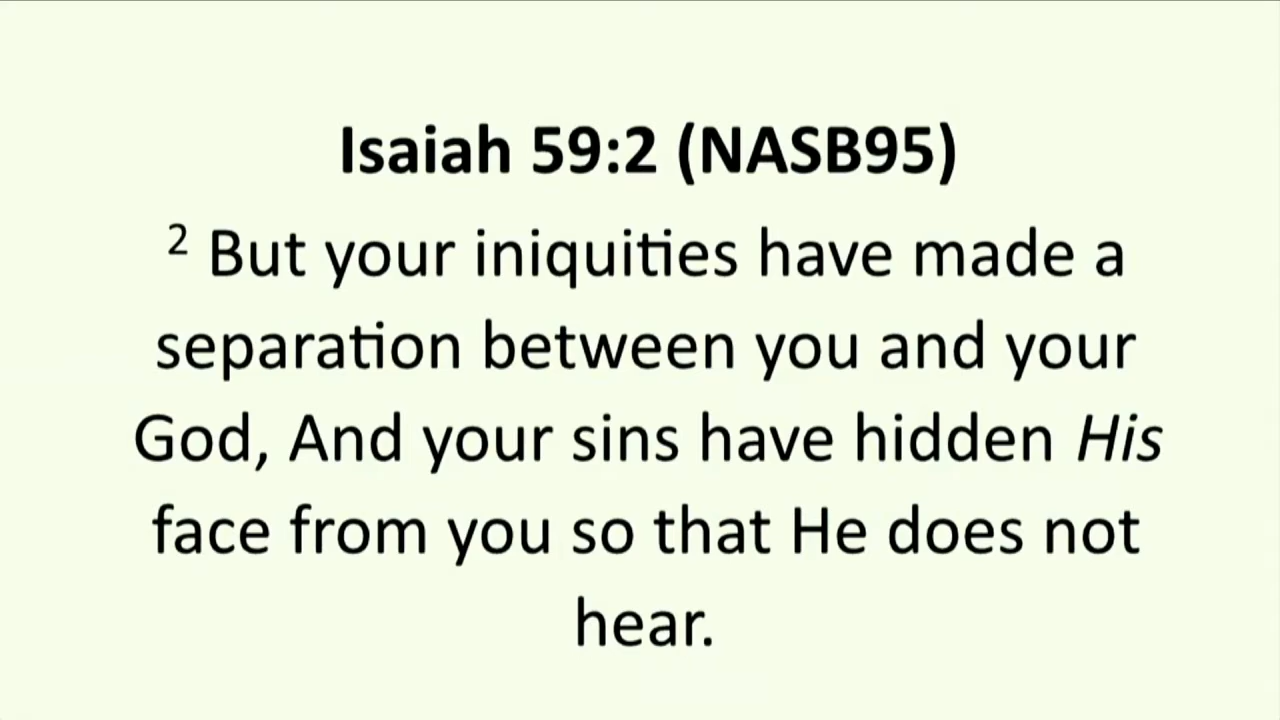 Isaiah 59:2 (NASB95)
² But your iniquities have made a
separation between you and your
God, And your sins have hidden His
face from you so that He does not
hear.